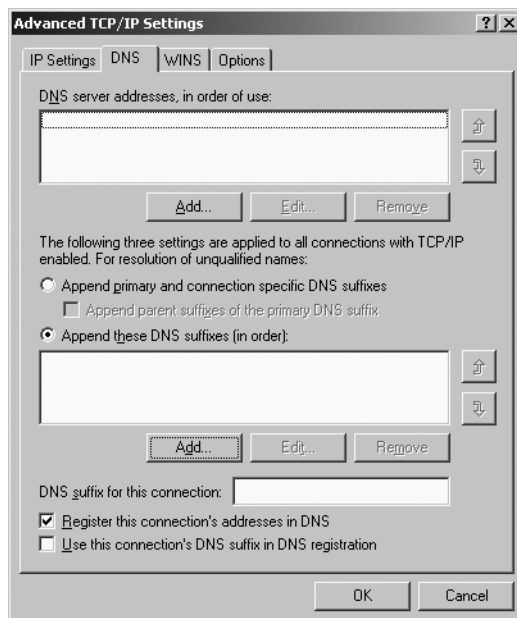 Advanced TCP/IP Settings
IP Settings DNS WINS Options
DNS server addresses, in order of use:
Add... Edit... Remove
The following three settings are applied to all connections with TCP/IP
enabled. For resolution of unqualified names:
Append primary and connection specific DNS suffixes
Append parent suffixes of the primary DNS suffix
Append these DNS suffixes (in order):
Add... Edit... Remove
DNS suffix for this connection:
Register this connection's addresses in DNS
Use this connection's DNS suffix in DNS registration
OK Cancel